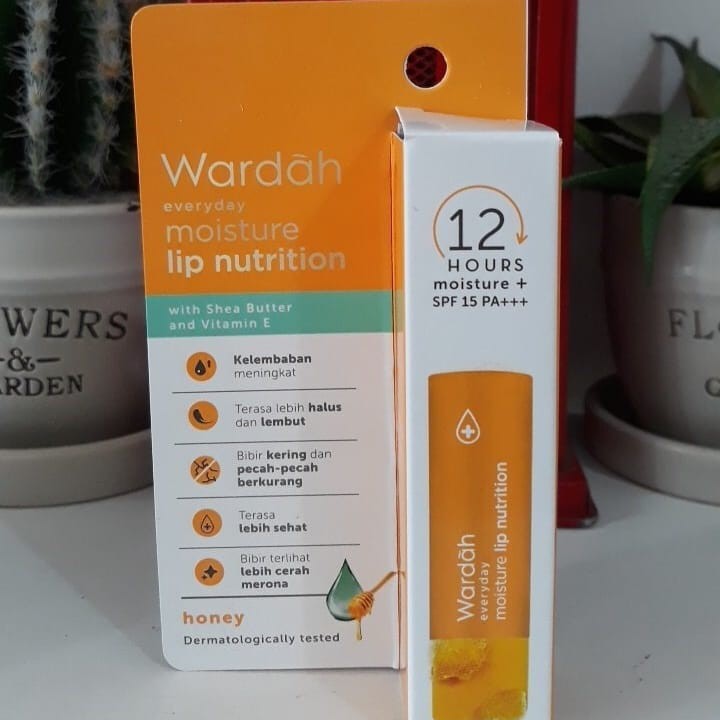 Wardāh
everyday
moisture
lip nutrition
with Shea Butter
and Vitamin E
Kelembaban
meningkat
Terasa lebih halus
dan lembut
Bibir kering dan
pecah-pecah
berkurang
Terasa
lebih sehat
Bibir terlihat
lebih cerah
merona
honey
Dermatologically tested
12
HOURS
moisture +
SPF 15 PA+++
Wardāh
everyday
moisture lip nutrition
WERS
-&-
ARDEN
FL